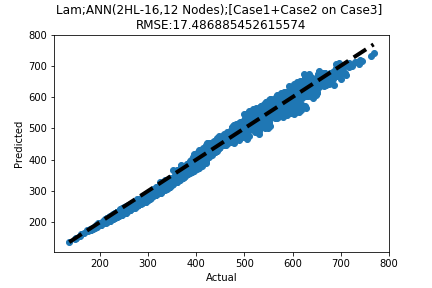 Lam;ANN(2HL-16,12 Nodes);[Case1+Case2 on Case3]
RMSE:17.486885452615574
800
700
600
500
400
300
200
Predicted
200 300 400 500 600 700 800
Actual